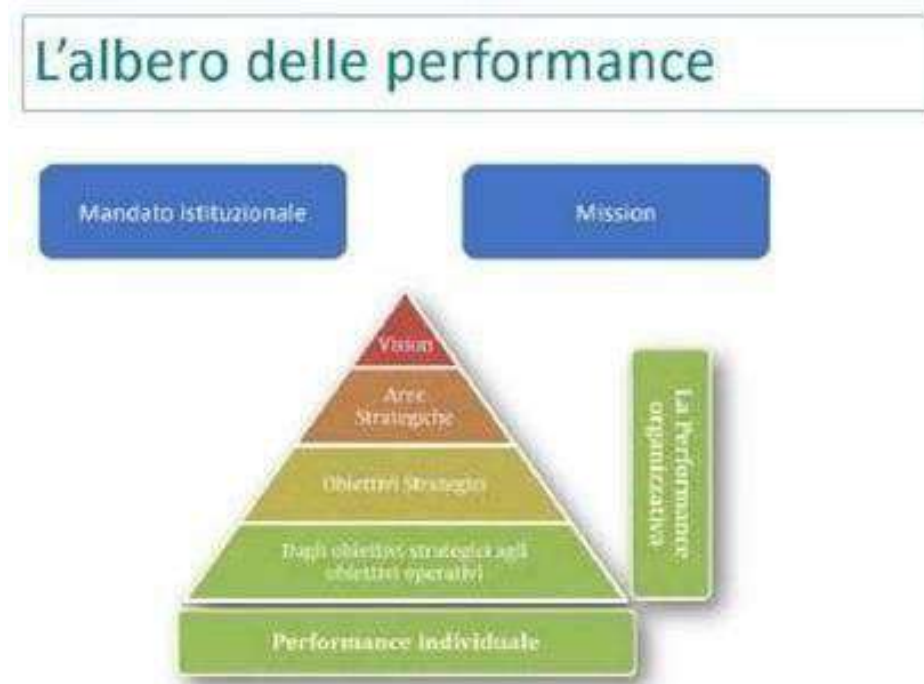 L'albero delle performance
Mandato istituzionale
Mission
Vision
Aree
Strategiche
Obiettivi Strategici
Dagli obiettivi strategici agli
obiettivi operativi
Performance individuale
La Performance
organizzativa